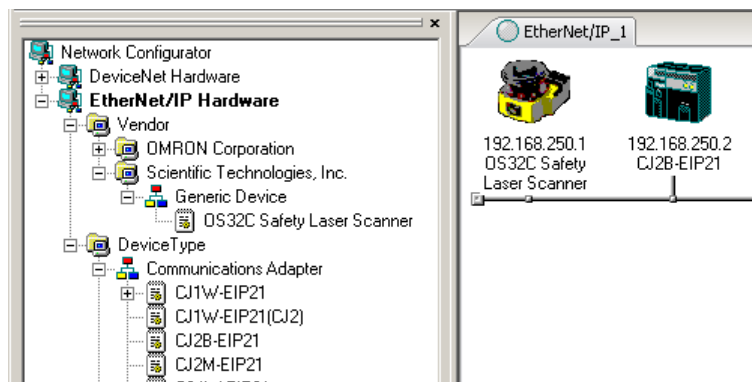 Network Configurator
DeviceNet Hardware
EtherNet/IP Hardware
Vendor
OMRON Corporation
Scientific Technologies, Inc.
Generic Device
OS32C Safety Laser Scanner
DeviceType
Communications Adapter
CJ1W-EIP21
CJ1W-EIP21(CJ2)
CJ2B-EIP21
CJ2M-EIP21
EtherNet/IP_1
192.168.250.1
OS32C Safety
Laser Scanner
192.168.250.2
CJ2B-EIP21